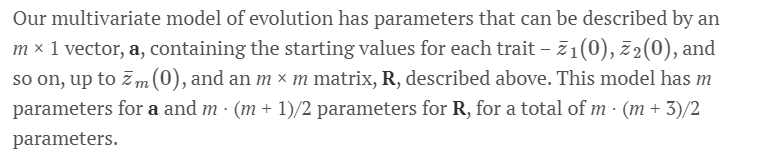 Our multivariate model of evolution has parameters that can be described by an
m × 1 vector, a, containing the starting values for each trait – z̄₁(0), z̄₂(0), and
so on, up to z̄ₘ(0), and an m × m matrix, R, described above. This model has m
parameters for a and m · (m + 1)/2 parameters for R, for a total of m · (m + 3)/2
parameters.